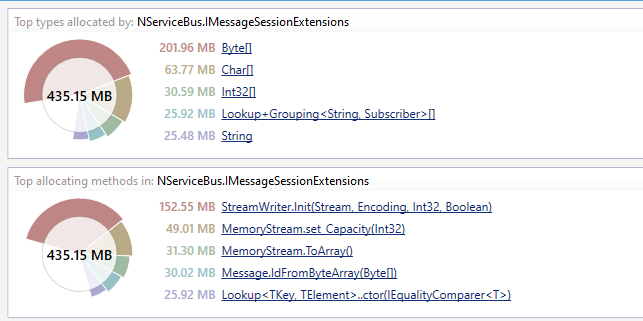 Top types allocated by: NServiceBus.IMessageSessionExtensions
435.15 MB
201.96 MB Byte[]
63.77 MB Char[]
30.59 MB Int32[]
25.92 MB Lookup+Grouping<String, Subscriber>[]
25.48 MB String
Top allocating methods in: NServiceBus.IMessageSessionExtensions
435.15 MB
152.55 MB StreamWriter.Init(Stream, Encoding, Int32, Boolean)
49.01 MB MemoryStream.set_Capacity(Int32)
31.30 MB MemoryStream.ToArray()
30.02 MB Message.IdFromByteArray(Byte[])
25.92 MB Lookup<TKey, TElement>..ctor(IEqualityComparer<T>)